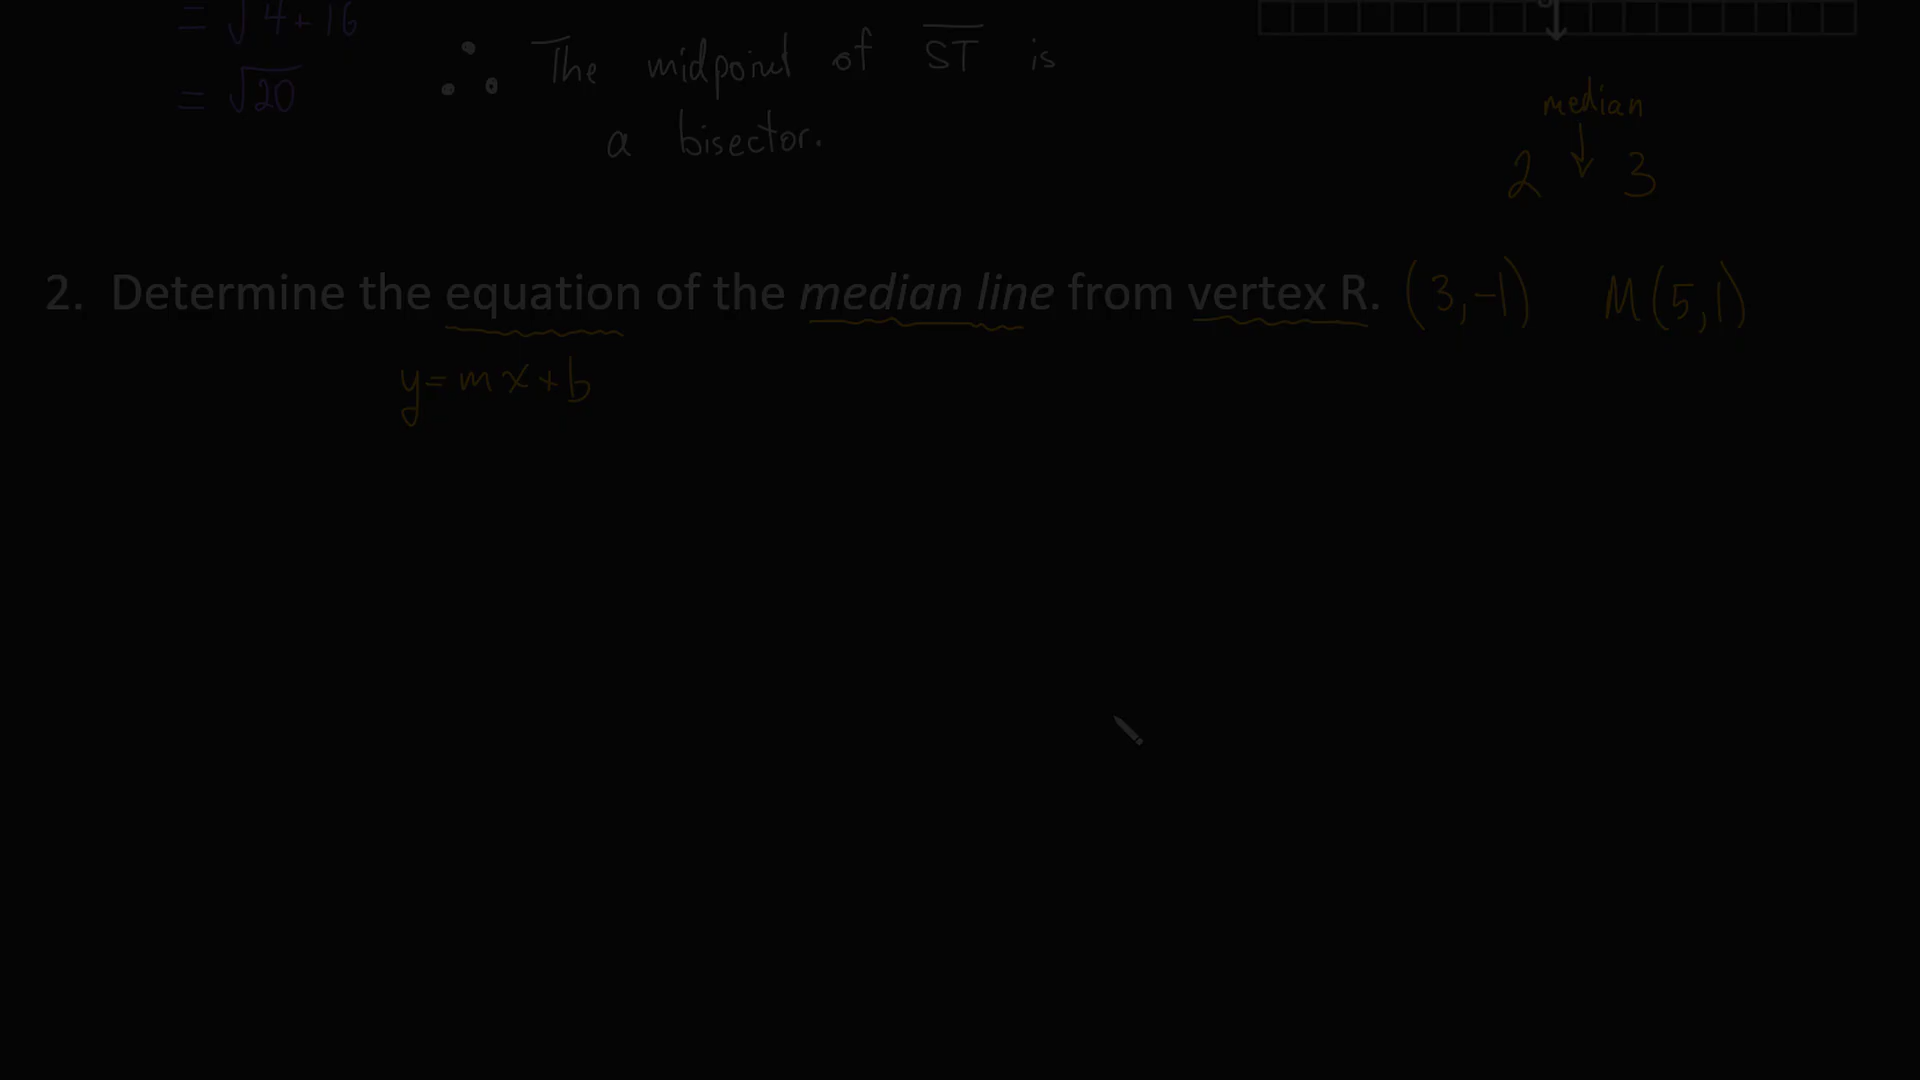 = √4+16
= √20
∴ The midpoint of ST is
a bisector.
median
2 3
2. Determine the equation of the median line from vertex R. (3,-1) M(5,1)
y=mx+b